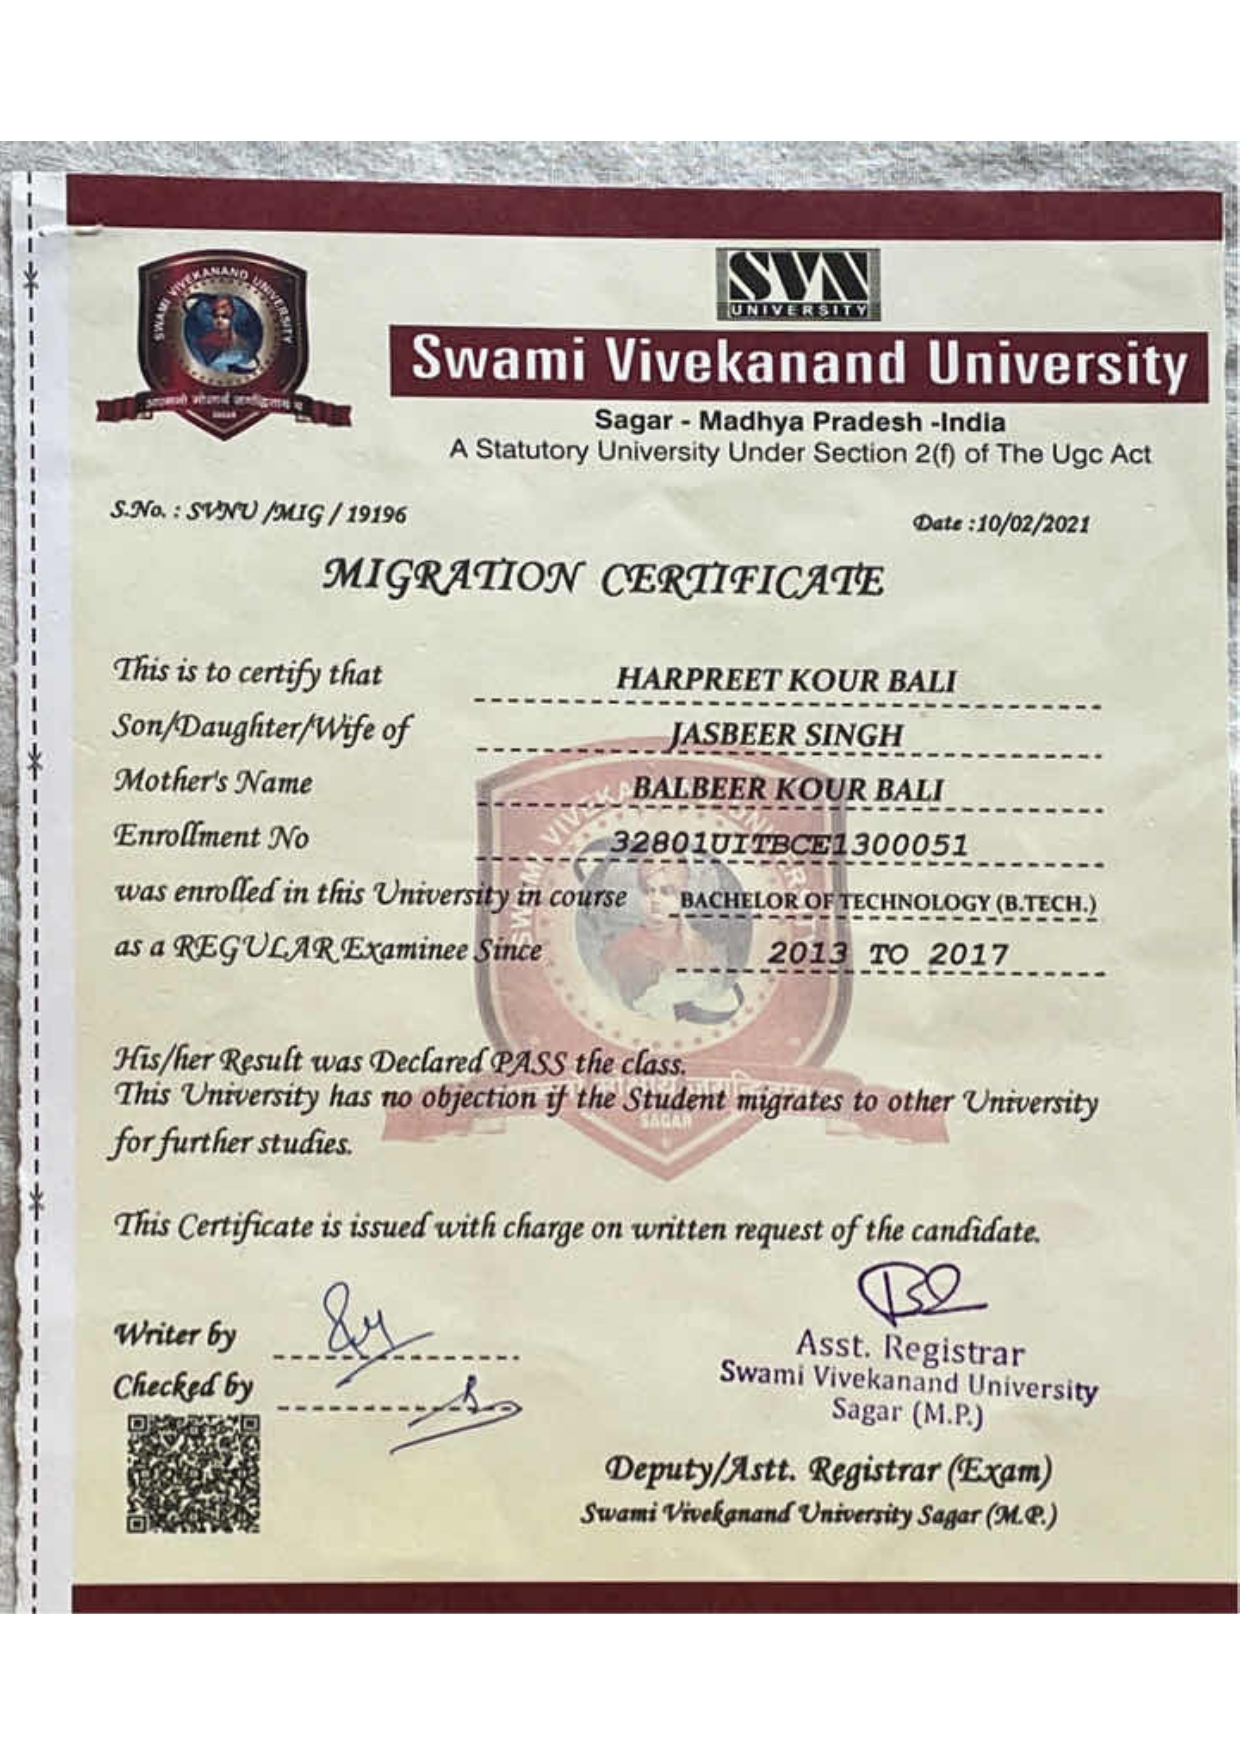 SWAMI VIVEKANAND UNIVERSITY
SAGAR
SVN
UNIVERSITY
Swami Vivekanand University
Sagar - Madhya Pradesh -India
A Statutory University Under Section 2(f) of The Ugc Act
S.No. : SVNU /MIG / 19196
Date :10/02/2021
MIGRATION CERTIFICATE
This is to certify that HARPREET KOUR BALI
Son/Daughter/Wife of JASBEER SINGH
Mother's Name BALBEER KOUR BALI
Enrollment No 32801UITBCE1300051
was enrolled in this University in course BACHELOR OF TECHNOLOGY (B.TECH.)
as a REGULAR Examinee Since 2013 TO 2017
His/her Result was Declared PASS the class.
This University has no objection if the Student migrates to other University
for further studies.
SAGAR
This Certificate is issued with charge on written request of the candidate.
Writer by
Checked by
Asst. Registrar
Swami Vivekanand University
Sagar (M.P.)
Deputy/Astt. Registrar (Exam)
Swami Vivekanand University Sagar (M.P.)